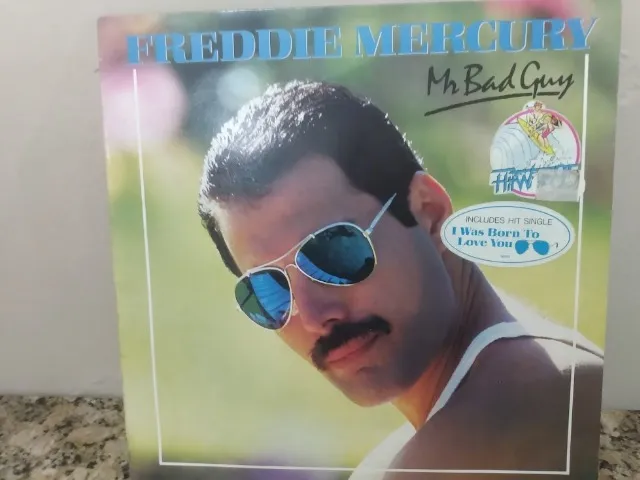 FREDDIE MERCURY
Mr Bad Guy
INCLUDES HIT SINGLE
I Was Born To
Love You